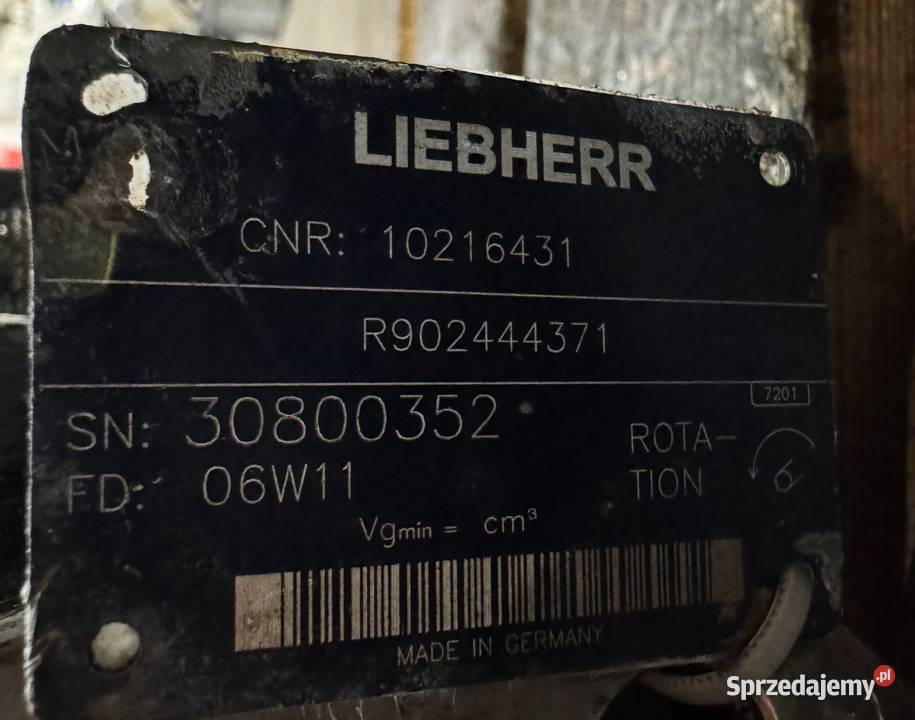 LIEBHERR
CNR: 10216431
R902444371
7201
SN: 30800352
ROTA-
TION
FD: 06W11
Vgmin = cm³
MADE IN GERMANY
Sprzedajemy.pl